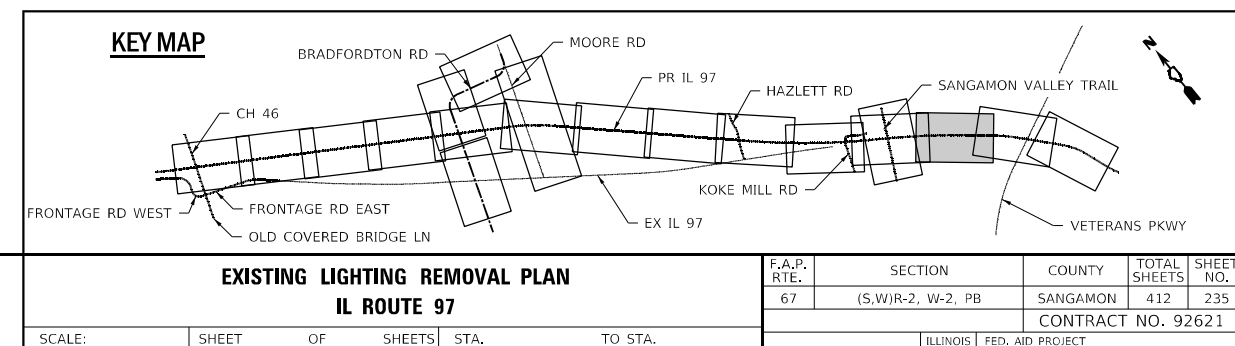 KEY MAP
BRADFORDTON RD
MOORE RD
PR IL 97
HAZLETT RD
SANGAMON VALLEY TRAIL
N
CH 46
KOKE MILL RD
FRONTAGE RD WEST
FRONTAGE RD EAST
EX IL 97
VETERANS PKWY
OLD COVERED BRIDGE LN
EXISTING LIGHTING REMOVAL PLAN
IL ROUTE 97
SCALE: SHEET OF SHEETS STA. TO STA.
F.A.P. RTE. SECTION COUNTY TOTAL SHEETS SHEET NO.
67 (S,W)R-2, W-2, PB SANGAMON 412 235
CONTRACT NO. 92621
ILLINOIS FED. AID PROJECT